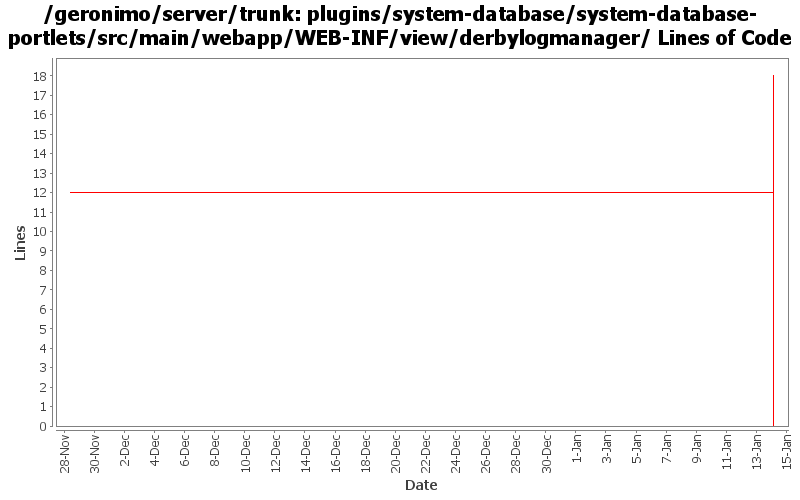 /geronimo/server/trunk: plugins/system-database/system-database-
portlets/src/main/webapp/WEB-INF/view/derbylogmanager/ Lines of Code
18
17
16
15
14
13
12
11
10
9
8
7
6
5
4
3
2
1
0
Lines
28-Nov
30-Nov
2-Dec
4-Dec
6-Dec
8-Dec
10-Dec
12-Dec
14-Dec
16-Dec
18-Dec
20-Dec
22-Dec
24-Dec
26-Dec
28-Dec
30-Dec
1-Jan
3-Jan
5-Jan
7-Jan
9-Jan
11-Jan
13-Jan
15-Jan
Date